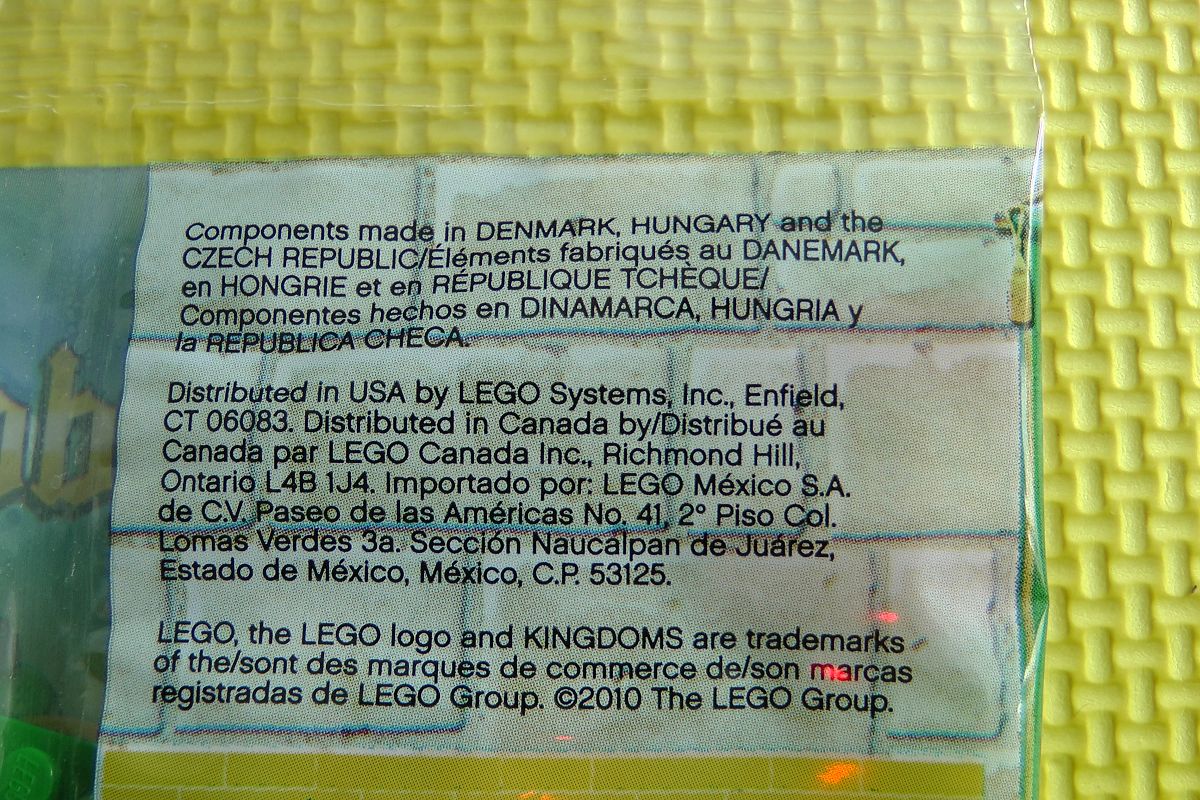 Components made in DENMARK, HUNGARY and the
CZECH REPUBLIC/Éléments fabriqués au DANEMARK,
en HONGRIE et en RÉPUBLIQUE TCHÈQUE/
Componentes hechos en DINAMARCA, HUNGRIA y
la REPUBLICA CHECA.
Distributed in USA by LEGO Systems, Inc., Enfield,
CT 06083. Distributed in Canada by/Distribué au
Canada par LEGO Canada Inc., Richmond Hill,
Ontario L4B 1J4. Importado por: LEGO México S.A.
de C.V. Paseo de las Américas No. 41, 2° Piso Col.
Lomas Verdes 3a. Sección Naucalpan de Juárez,
Estado de México, México, C.P. 53125.
LEGO, the LEGO logo and KINGDOMS are trademarks
of the/sont des marques de commerce de/son marcas
registradas de LEGO Group. ©2010 The LEGO Group.